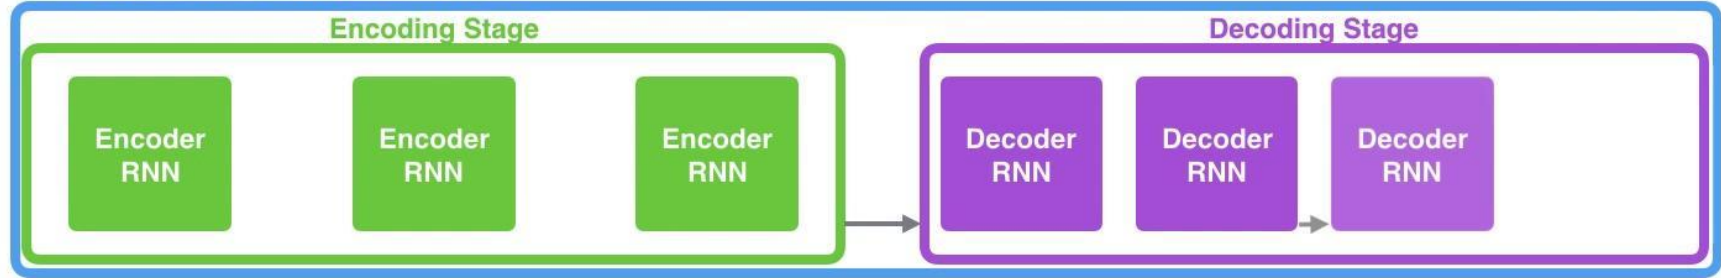 Encoding Stage
Encoder
RNN
Encoder
RNN
Encoder
RNN
Decoding Stage
Decoder
RNN
Decoder
RNN
Decoder
RNN